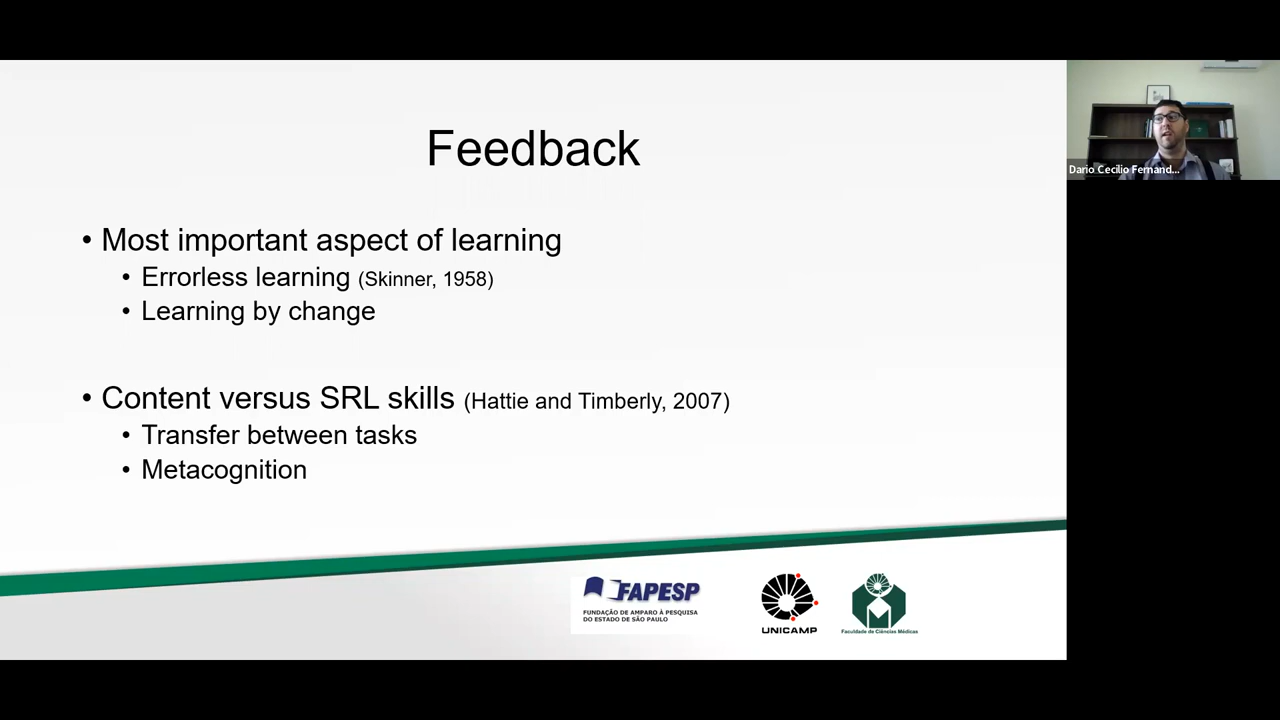 Feedback
• Most important aspect of learning
• Errorless learning (Skinner, 1958)
• Learning by change
• Content versus SRL skills (Hattie and Timberly, 2007)
• Transfer between tasks
• Metacognition
Dario Cecilio Fernand...
FAPESP
FUNDAÇÃO DE AMPARO À PESQUISA
DO ESTADO DE SÃO PAULO
UNICAMP
Faculdade de Ciências Médicas